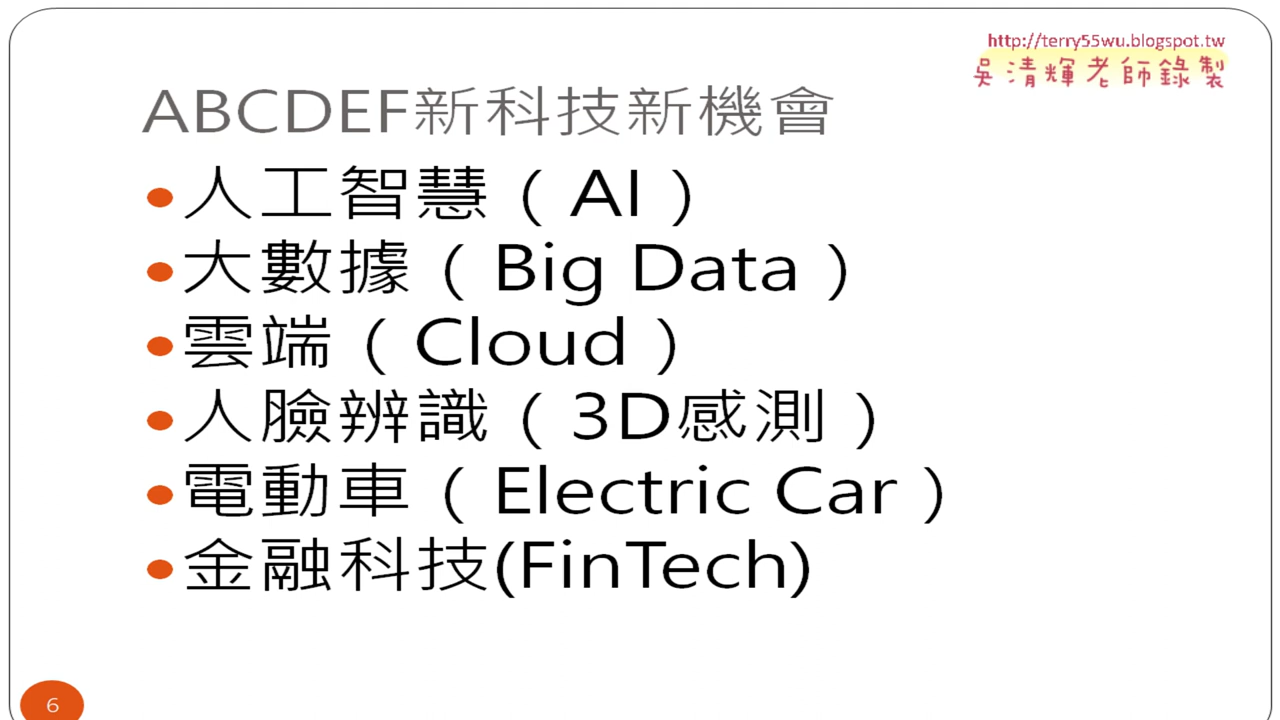 http://terry55wu.blogspot.tw
吳清輝老師錄製
ABCDEF新科技新機會
•人工智慧（AI）
•大數據（Big Data）
•雲端（Cloud）
•人臉辨識（3D感測）
•電動車（Electric Car）
•金融科技(FinTech)
6